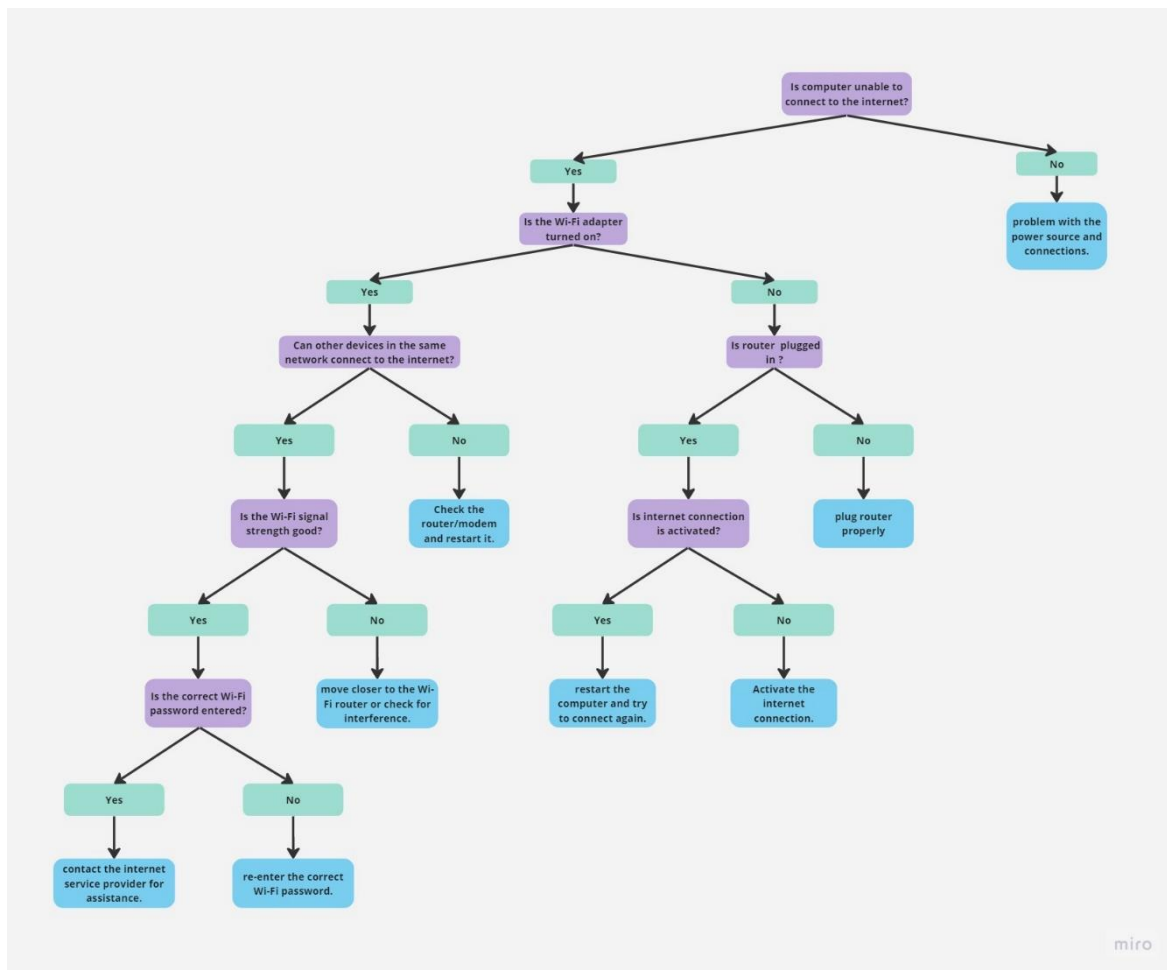 Is computer unable to
connect to the internet?
Yes
No
Is the Wi-Fi adapter
turned on?
problem with the
power source and
connections.
Yes
No
Can other devices in the same
network connect to the internet?
Is router plugged
in ?
Yes
No
Yes
No
Is the Wi-Fi signal
strength good?
Check the
router/modem
and restart it.
Is internet connection
is activated?
plug router
properly
Yes
No
Yes
No
Is the correct Wi-Fi
password entered?
move closer to the Wi-
Fi router or check for
interference.
restart the
computer and try
to connect again.
Activate the
internet
connection.
Yes
No
contact the internet
service provider for
assistance.
re-enter the correct
Wi-Fi password.
miro